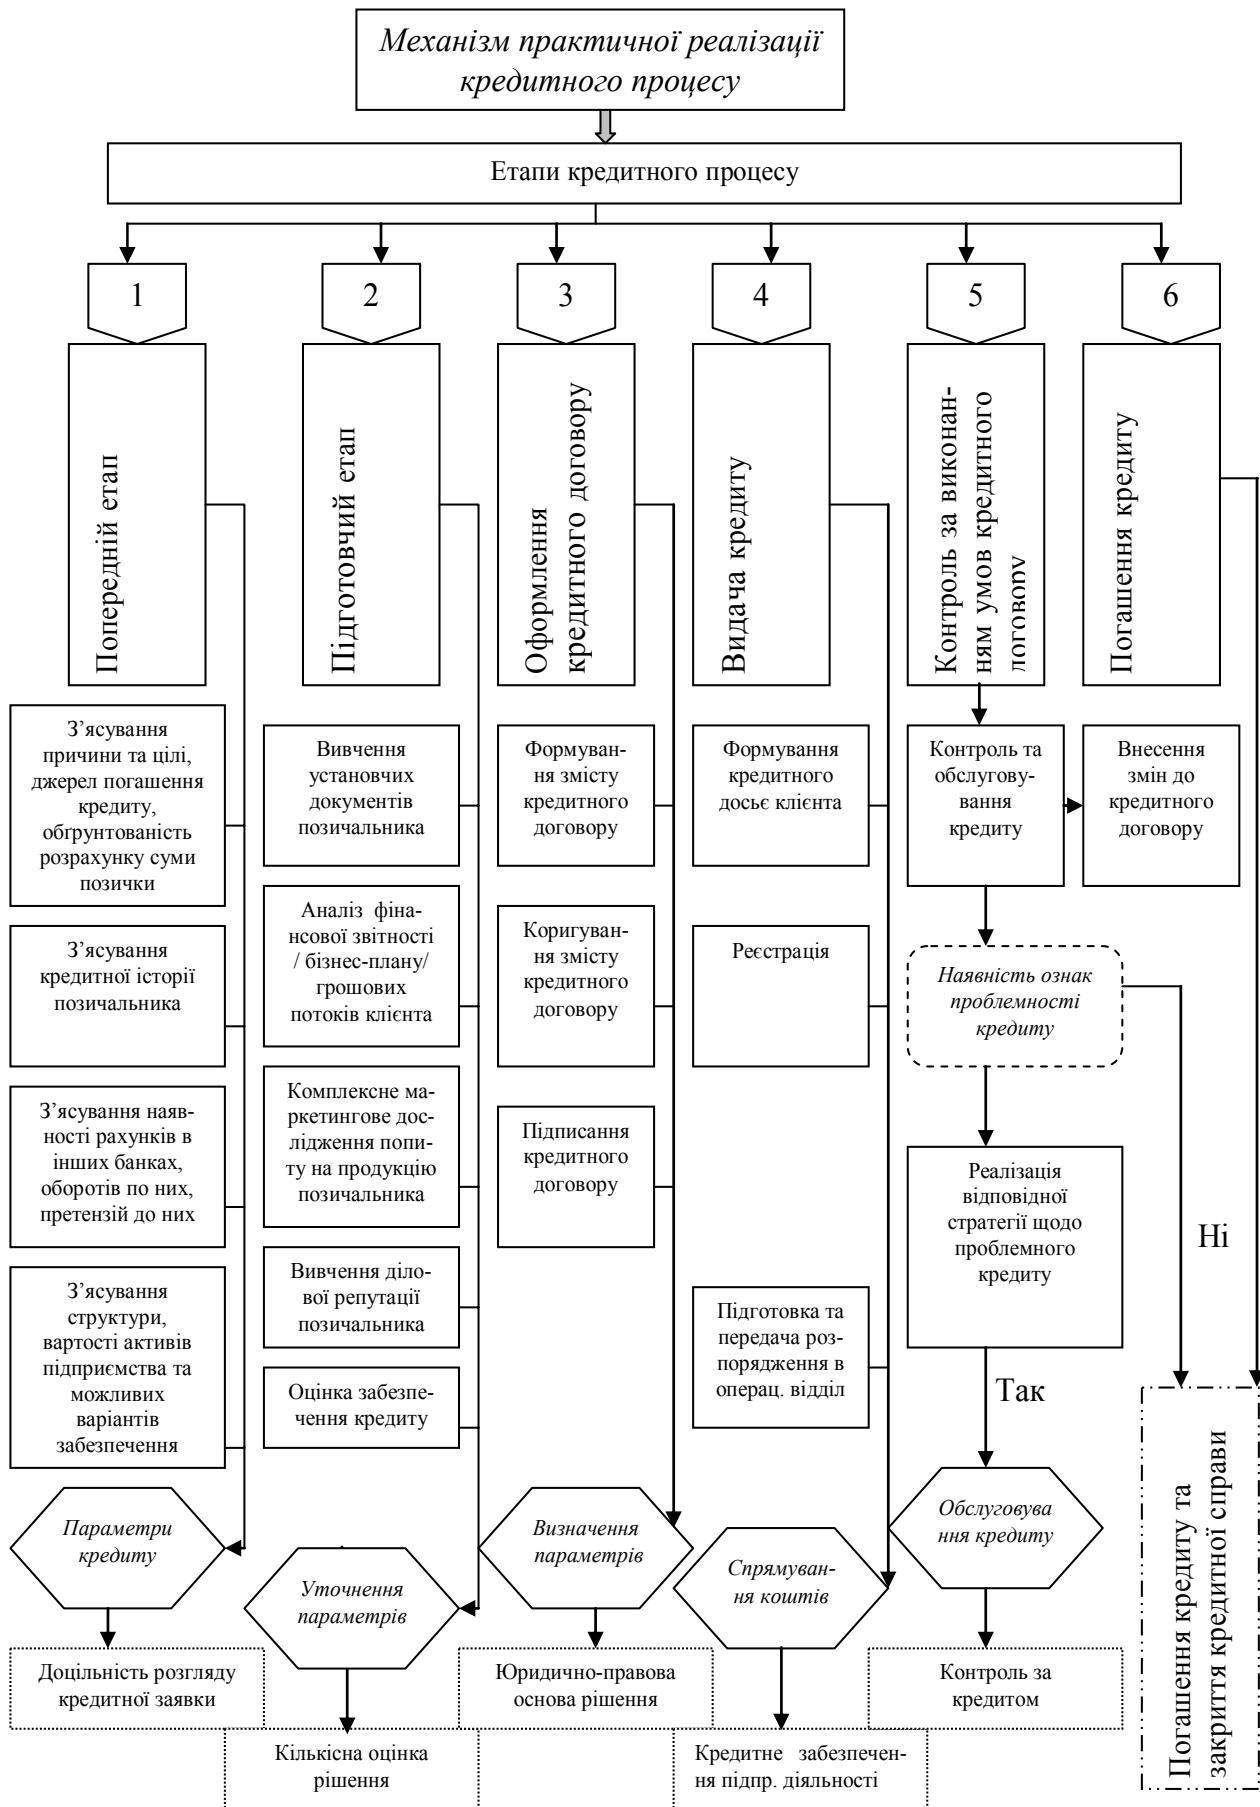 Механізм практичної реалізації
кредитного процесу
Етапи кредитного процесу
1
2
3
4
5
6
Попередній етап
Підготовчий етап
Оформлення
кредитного договору
Видача кредиту
Контроль за виконан-
ням умов кредитного
договору
Погашення кредиту
З’ясування
причини та цілі,
джерел погашення
кредиту,
обґрунтованість
розрахунку суми
позички
З’ясування
кредитної історії
позичальника
З’ясування наяв-
ності рахунків в
інших банках,
оборотів по них,
претензій до них
З’ясування
структури,
вартості активів
підприємства та
можливих
варіантів
забезпечення
Параметри
кредиту
Доцільність розгляду
кредитної заявки
Вивчення
установчих
документів
позичальника
Аналіз фіна-
нсової звітності
/ бізнес-плану/
грошових
потоків клієнта
Комплексне ма-
ркетингове дос-
лідження попи-
ту на продукцію
позичальника
Вивчення діло-
вої репутації
позичальника
Оцінка забезпе-
чення кредиту
Уточнення
параметрів
Кількісна оцінка
рішення
Формуван-
ня змісту
кредитного
договору
Коригуван-
ня змісту
кредитного
договору
Підписання
кредитного
договору
Визначення
параметрів
Юридично-правова
основа рішення
Формування
кредитного
досьє клієнта
Реєстрація
Підготовка та
передача роз-
порядження в
операц. відділ
Спрямуван-
ня коштів
Кредитне забезпечен-
ня підпр. діяльності
Контроль та
обслугову-
вання
кредиту
Внесення
змін до
кредитного
договору
Наявність ознак
проблемності
кредиту
Реалізація
відповідної
стратегії щодо
проблемного
кредиту
Ні
Так
Обслуговува
ння кредиту
Контроль за
кредитом
Погашення кредиту та
закриття кредитної справи